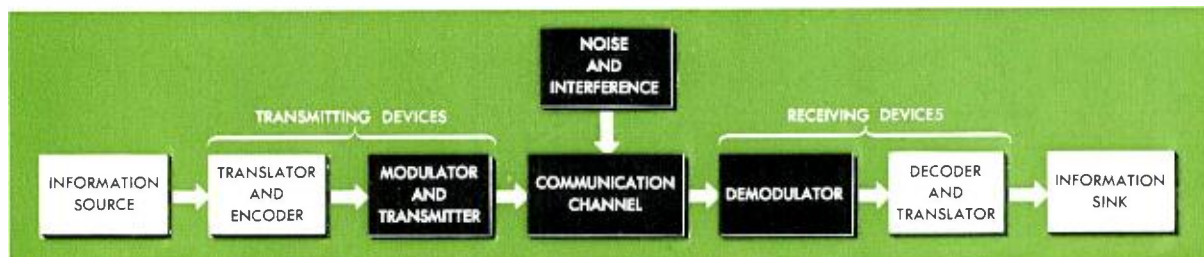 NOISE
AND
INTERFERENCE
TRANSMITTING DEVICES
RECEIVING DEVICES
INFORMATION
SOURCE
TRANSLATOR
AND
ENCODER
MODULATOR
AND
TRANSMITTER
COMMUNICATION
CHANNEL
DEMODULATOR
DECODER
AND
TRANSLATOR
INFORMATION
SINK